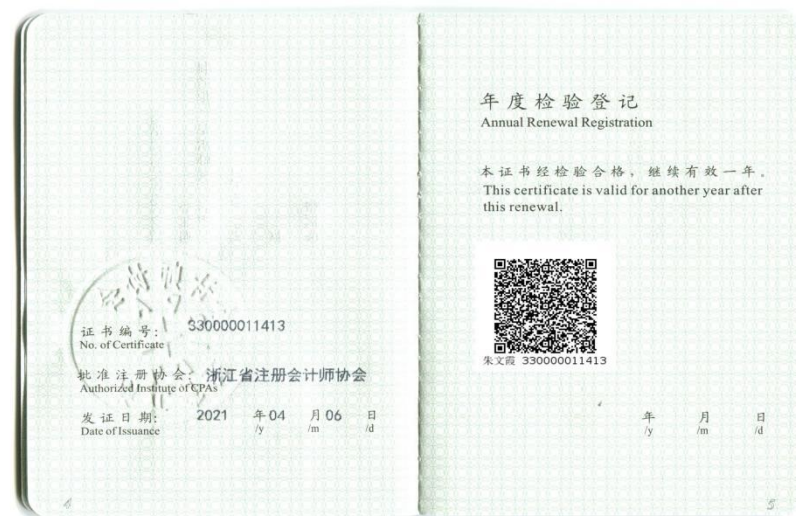 证书编号: 330000011413
No. of Certificate
批准注册协会: 浙江省注册会计师协会
Authorized Institute of CPAs
发证日期: 2021 年 04 月 06 日
Date of Issuance /y /m /d
4
年度检验登记
Annual Renewal Registration
本证书经检验合格，继续有效一年。
This certificate is valid for another year after
this renewal.
朱文霞 330000011413
年 月 日
/y /m /d
5